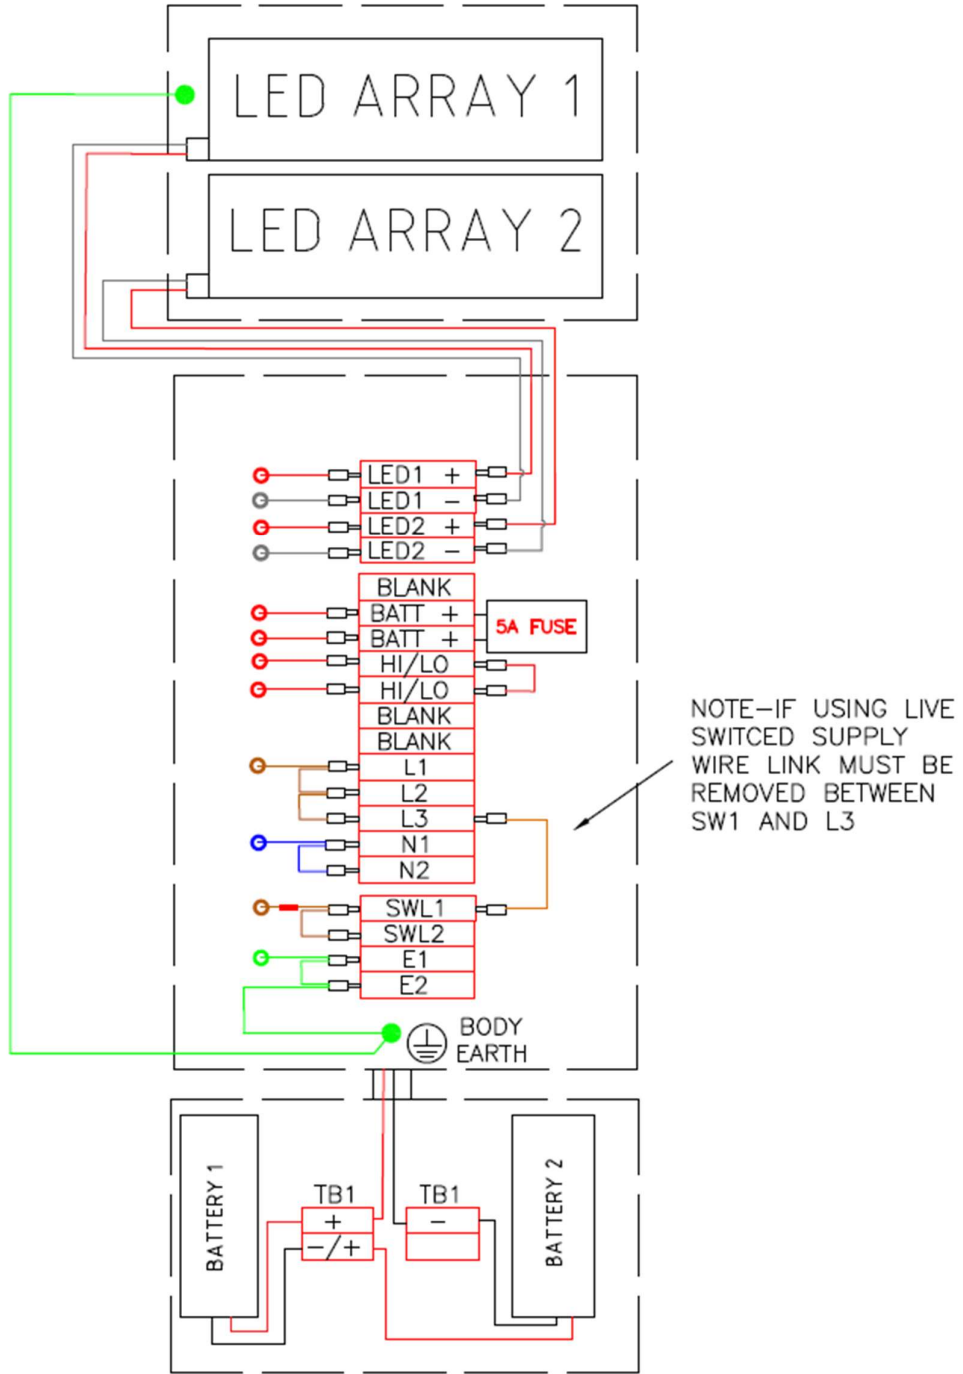 LED ARRAY 1
LED ARRAY 2
LED1 +
LED1 -
LED2 +
LED2 -
BLANK
BATT +
BATT +
5A FUSE
HI/LO
HI/LO
BLANK
BLANK
L1
L2
L3
N1
N2
NOTE-IF USING LIVE
SWITCED SUPPLY
WIRE LINK MUST BE
REMOVED BETWEEN
SW1 AND L3
SWL1
SWL2
E1
E2
BODY
EARTH
BATTERY 1
TB1
+
-/+
TB1
-
BATTERY 2